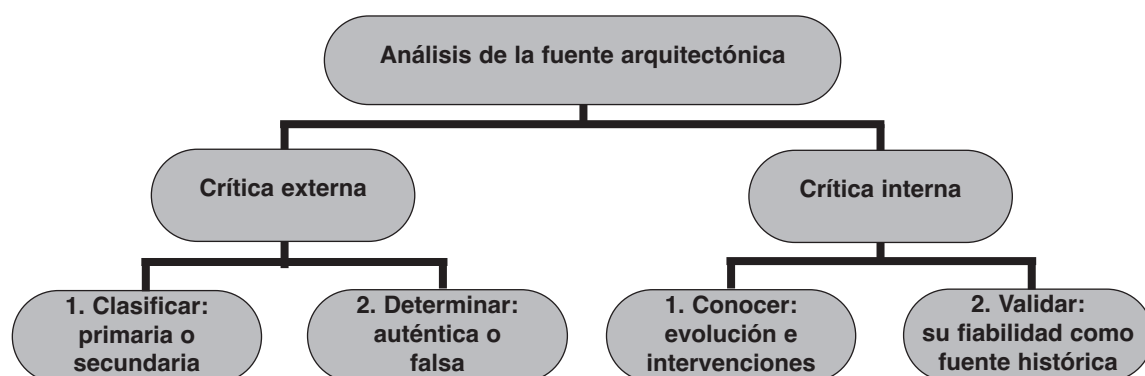 Análisis de la fuente arquitectónica
Crítica externa
Crítica interna
1. Clasificar:
primaria o
secundaria
2. Determinar:
auténtica o
falsa
1. Conocer:
evolución e
intervenciones
2. Validar:
su fiabilidad como
fuente histórica